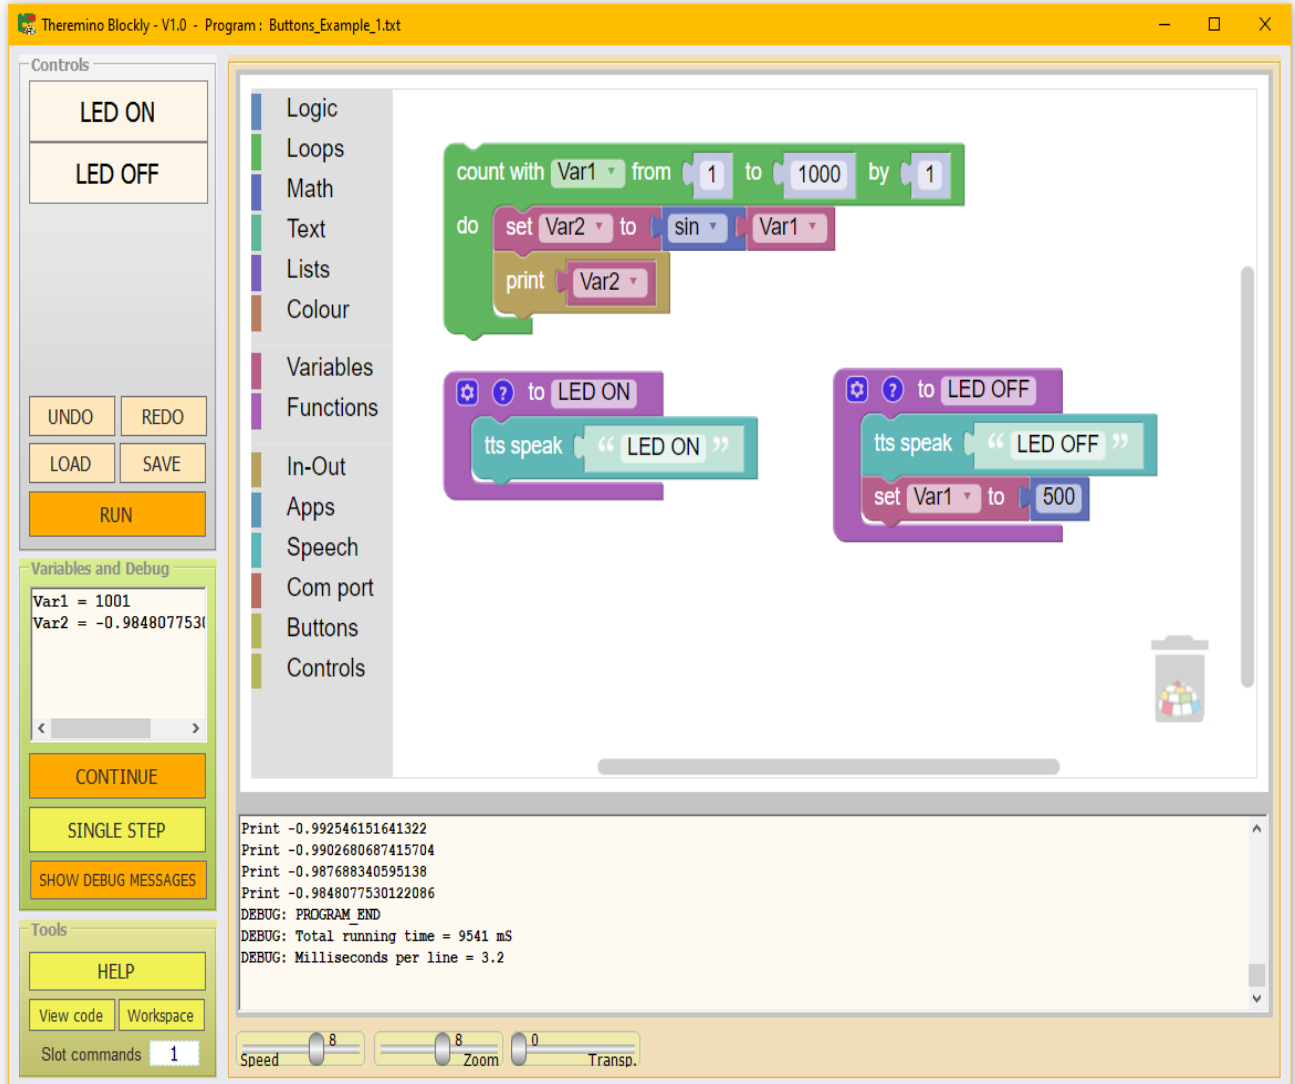 Theremino Blockly - V1.0 - Program : Buttons_Example_1.txt
Controls
LED ON
LED OFF
UNDO REDO
LOAD SAVE
RUN
Variables and Debug
Var1 = 1001
Var2 = -0.984807753
CONTINUE
SINGLE STEP
SHOW DEBUG MESSAGES
Tools
HELP
View code Workspace
Slot commands 1
Logic
Loops
Math
Text
Lists
Colour
Variables
Functions
In-Out
Apps
Speech
Com port
Buttons
Controls
count with Var1 from 1 to 1000 by 1
do set Var2 to sin Var1
print Var2
? to LED ON
tts speak “ LED ON ”
? to LED OFF
tts speak “ LED OFF ”
set Var1 to 500
Print -0.992546151641322
Print -0.9902680687415704
Print -0.987688340595138
Print -0.9848077530122086
DEBUG: PROGRAM_END
DEBUG: Total running time = 9541 mS
DEBUG: Milliseconds per line = 3.2
Speed 8
8 Zoom
0 Transp.